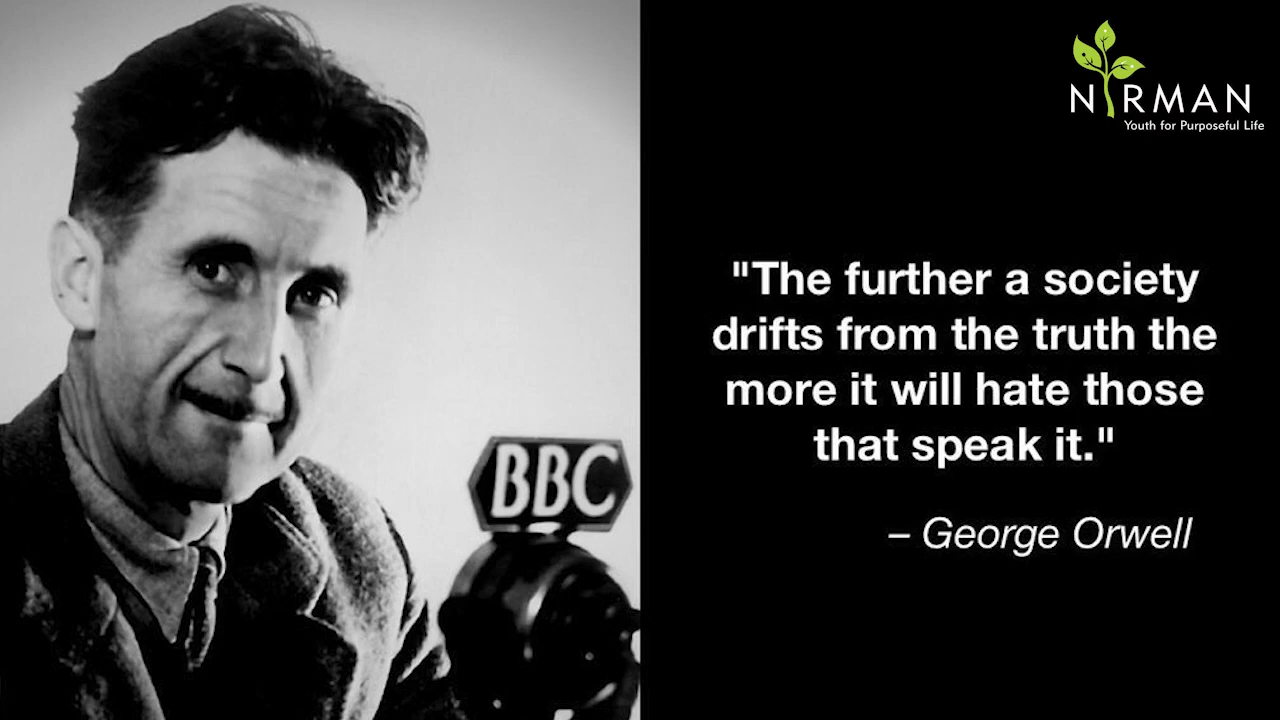 BBC
NIRMAN
Youth for Purposeful Life
"The further a society
drifts from the truth the
more it will hate those
that speak it."
– George Orwell